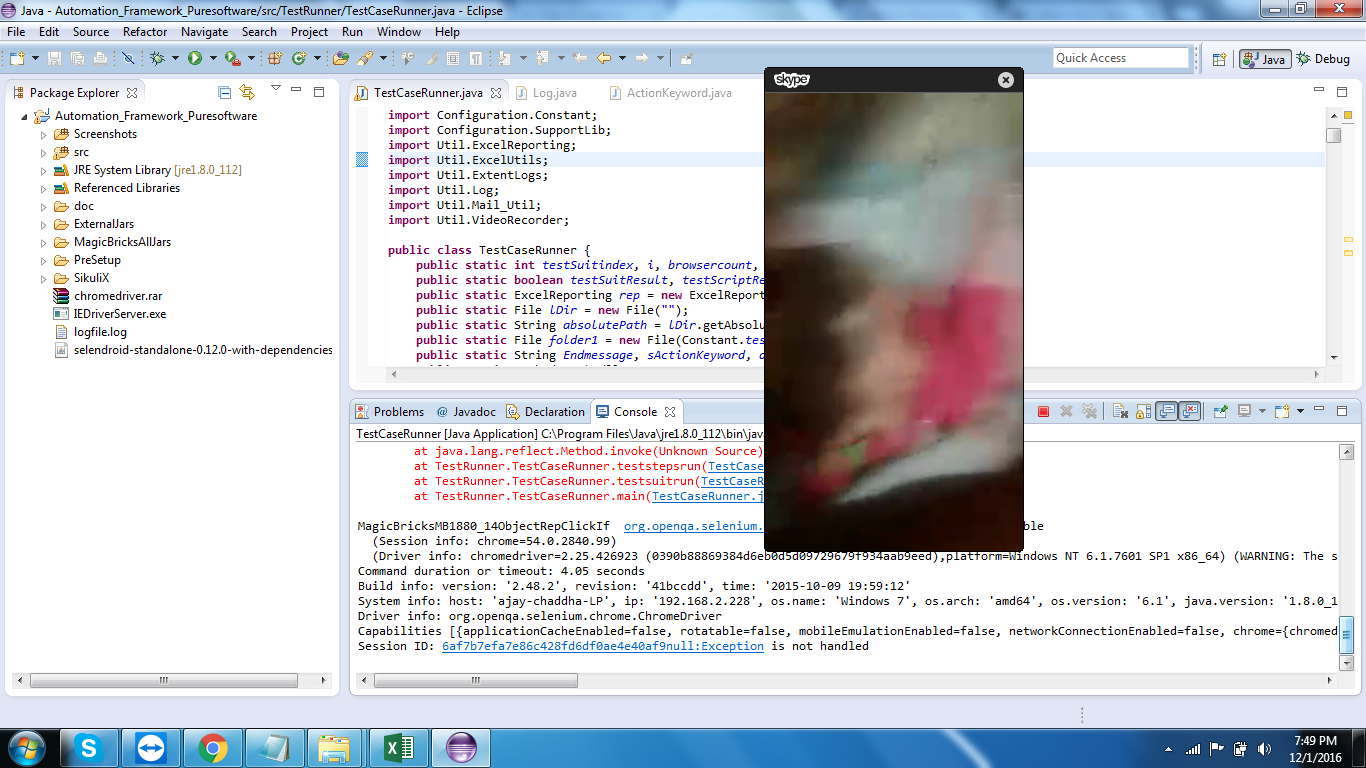 Java - Automation_Framework_Puresoftware/src/TestRunner/TestCaseRunner.java - Eclipse
File Edit Source Refactor Navigate Search Project Run Window Help
Quick Access
Java
Debug
skype
Package Explorer
Automation_Framework_Puresoftware
Screenshots
src
JRE System Library [jre1.8.0_112]
Referenced Libraries
doc
ExternalJars
MagicBricksAllJars
PreSetup
SikuliX
chromedriver.rar
IEDriverServer.exe
logfile.log
selendroid-standalone-0.12.0-with-dependencies
TestCaseRunner.java Log.java ActionKeyword.java
import Configuration.Constant;
import Configuration.SupportLib;
import Util.ExcelReporting;
import Util.ExcelUtils;
import Util.ExtentLogs;
import Util.Log;
import Util.Mail_Util;
import Util.VideoRecorder;
public class TestCaseRunner {
public static int testSuitindex, i, browsercount,
public static boolean testSuitResult, testScriptRe
public static ExcelReporting rep = new ExcelReport
public static File lDir = new File("");
public static String absolutePath = lDir.getAbsolu
public static File folder1 = new File(Constant.tes
public static String Endmessage, sActionKeyword,
Problems @ Javadoc Declaration Console
TestCaseRunner [Java Application] C:\Program Files\Java\jre1.8.0_112\bin\jav
at java.lang.reflect.Method.invoke(Unknown Source)
at TestRunner.TestCaseRunner.teststepsrun(TestCase
at TestRunner.TestCaseRunner.testsuitrun(TestCaseR
at TestRunner.TestCaseRunner.main(TestCaseRunner.j
MagicBricksMB1880_14ObjectRepClickIf org.openqa.selenium. ble
(Session info: chrome=54.0.2840.99)
(Driver info: chromedriver=2.25.426923 (0390b88869384d6eb0d5d09729679f934aab9eed),platform=Windows NT 6.1.7601 SP1 x86_64) (WARNING: The s
Command duration or timeout: 4.05 seconds
Build info: version: '2.48.2', revision: '41bccdd', time: '2015-10-09 19:59:12'
System info: host: 'ajay-chaddha-LP', ip: '192.168.2.228', os.name: 'Windows 7', os.arch: 'amd64', os.version: '6.1', java.version: '1.8.0_1
Driver info: org.openqa.selenium.chrome.ChromeDriver
Capabilities [{applicationCacheEnabled=false, rotatable=false, mobileEmulationEnabled=false, networkConnectionEnabled=false, chrome={chromed
Session ID: 6af7b7efa7e86c428fd6df0ae4e40af9null:Exception is not handled
7:49 PM
12/1/2016